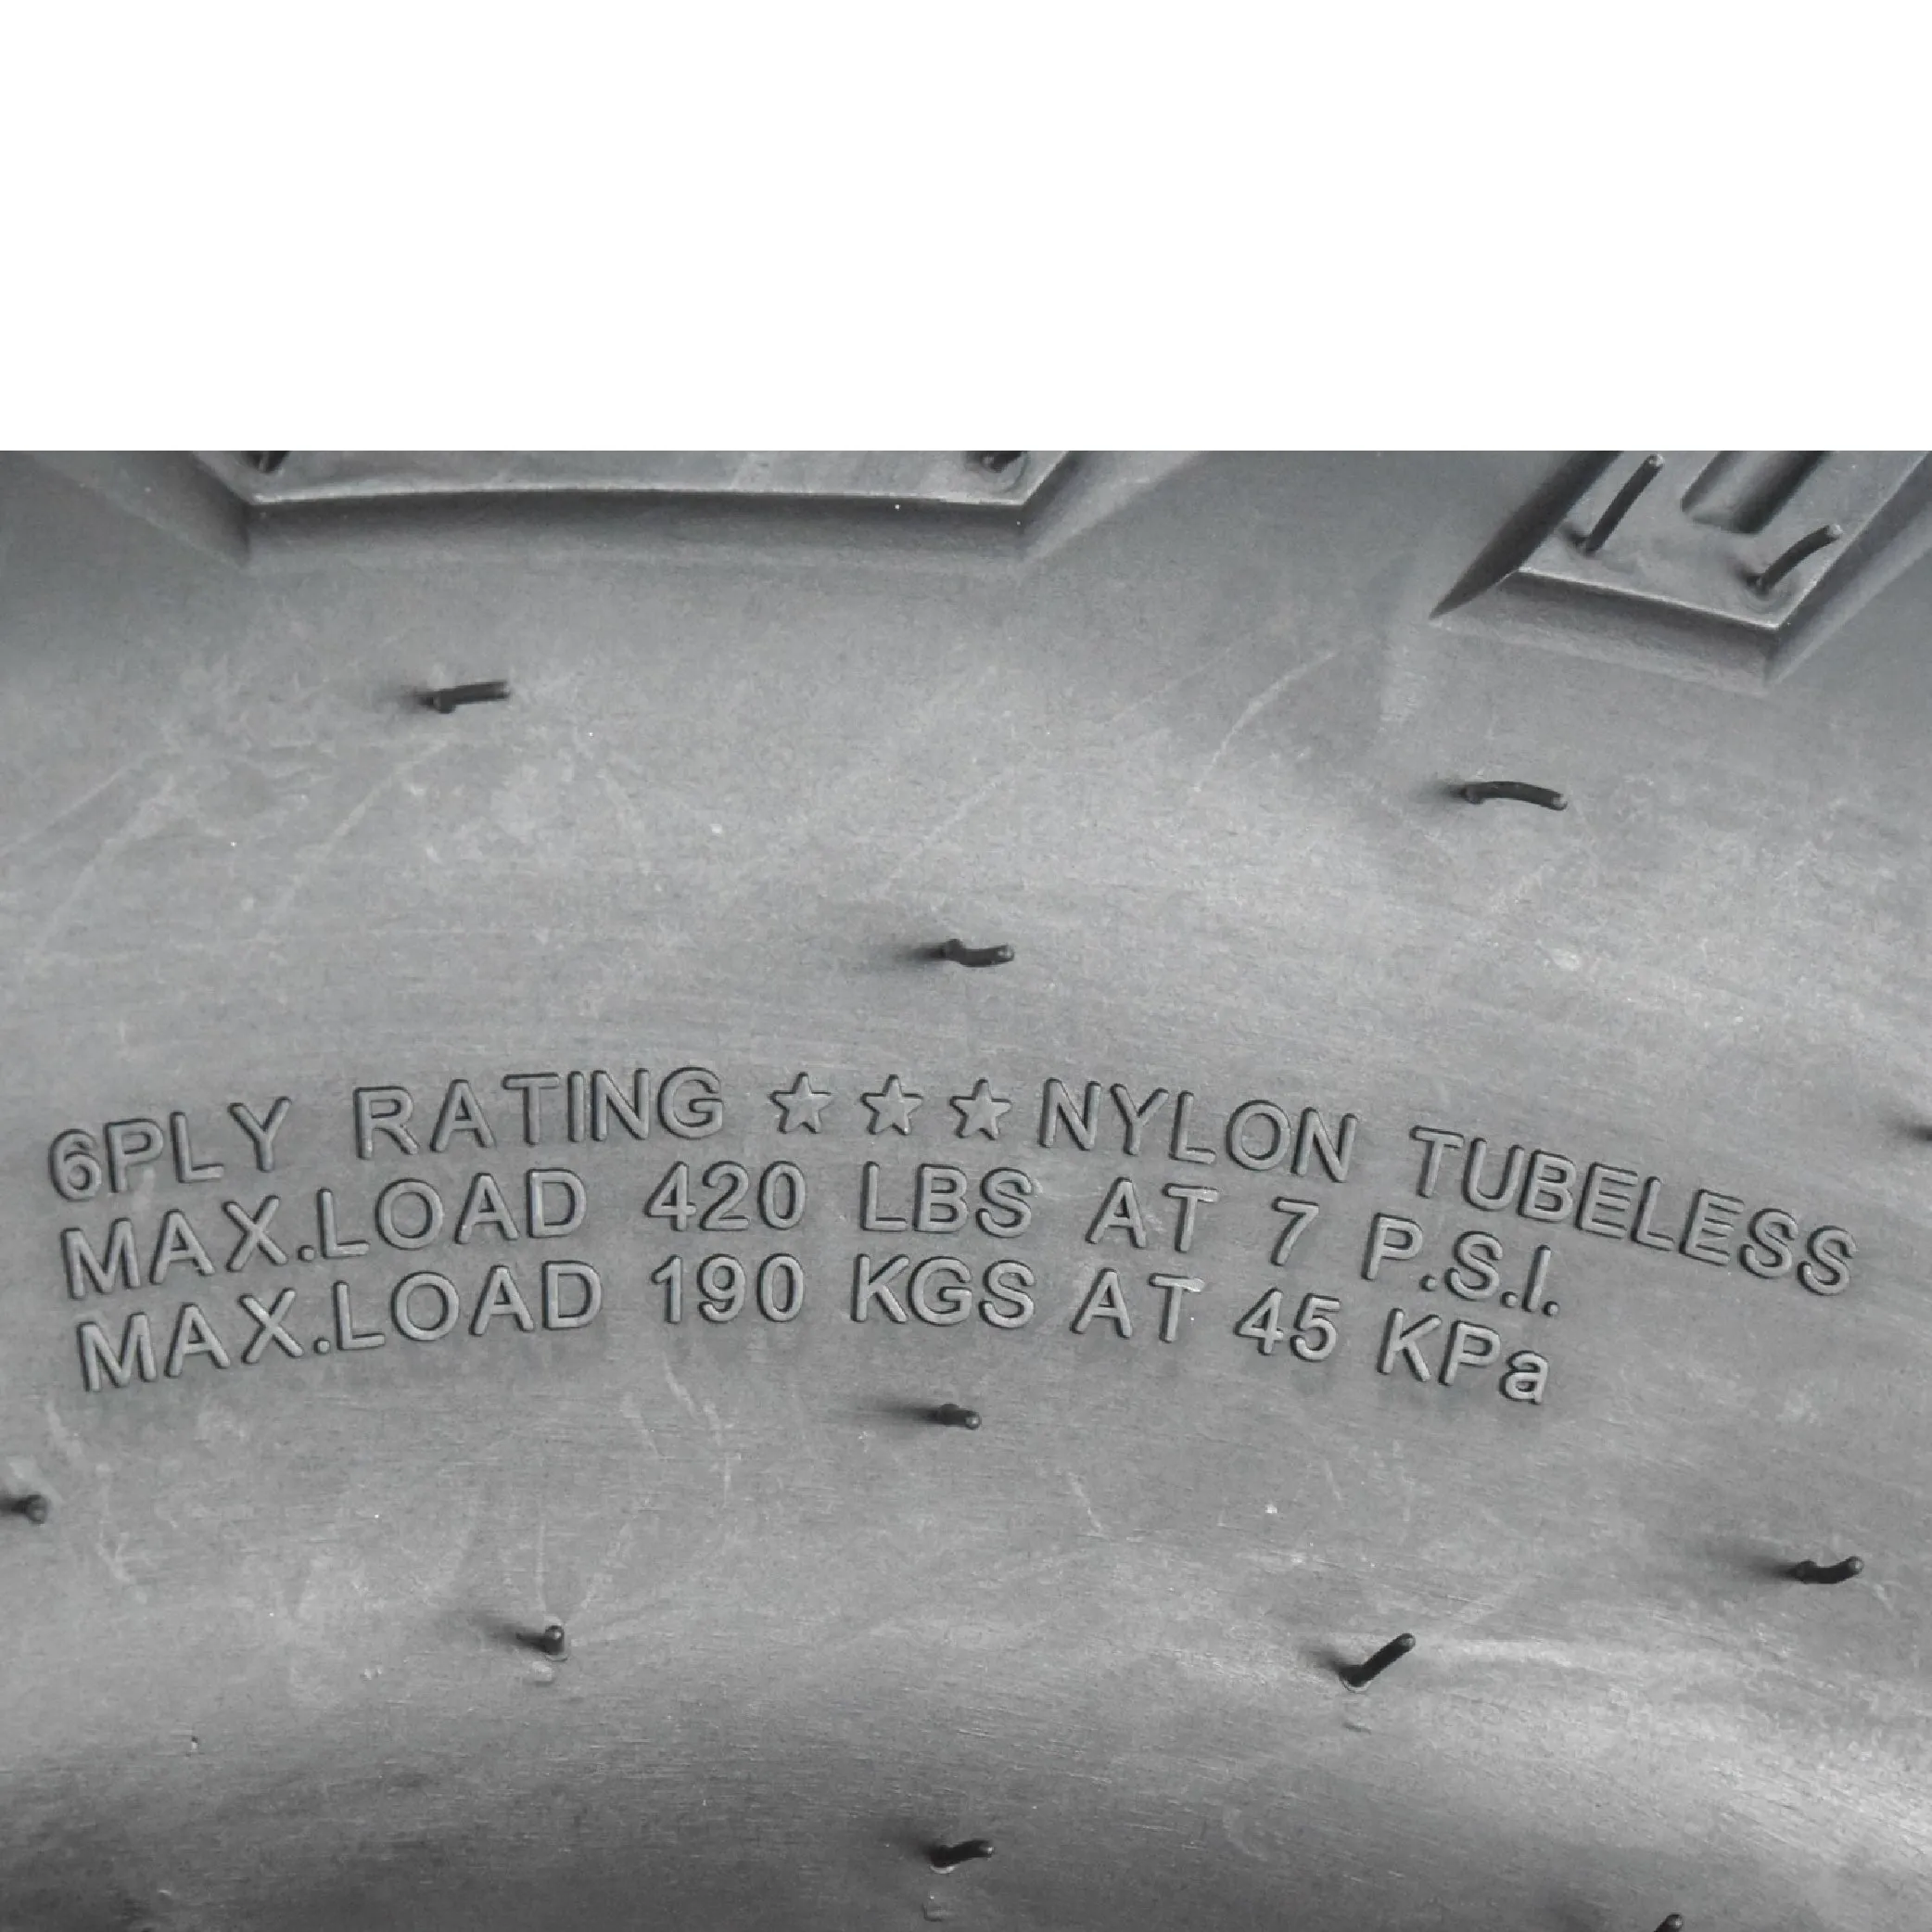 6PLY RATING ☆☆☆ NYLON TUBELESS
MAX.LOAD 420 LBS AT 7 P.S.I.
MAX.LOAD 190 KGS AT 45 KPa